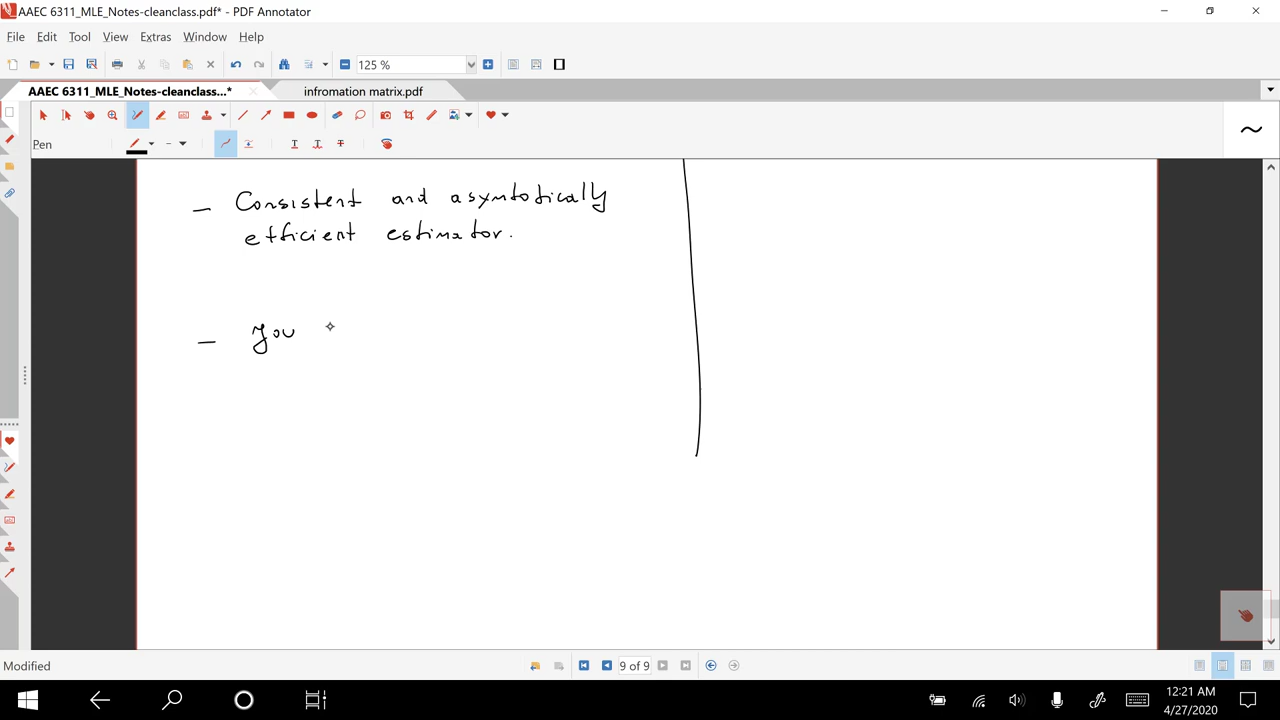 AAEC 6311_MLE_Notes-cleanclass.pdf* - PDF Annotator
File Edit Tool View Extras Window Help
125 %
AAEC 6311_MLE_Notes-cleanclass...* infromation matrix.pdf
Pen
- Consistent and asymtotically
efficient estimator.
- You
Modified
9 of 9
12:21 AM
4/27/2020